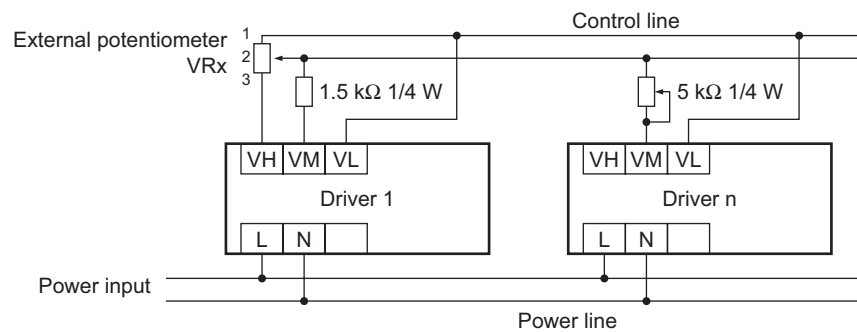 Control line
External potentiometer
VRx
1
2
3
1.5 kΩ 1/4 W
5 kΩ 1/4 W
VH VM VL
VH VM VL
Driver 1
Driver n
L N
L N
Power input
Power line